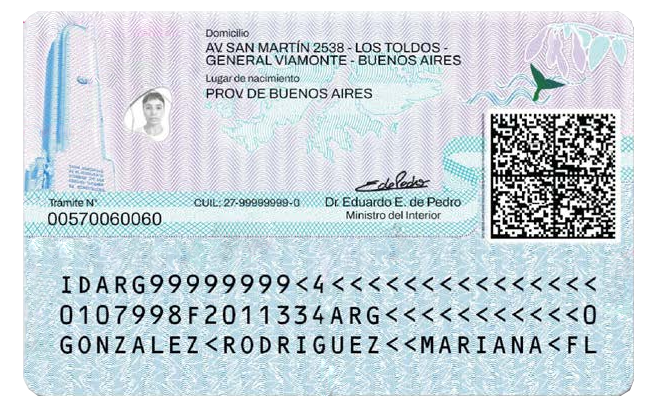 Domicilio
AV. SAN MARTÍN 2538 - LOS TOLDOS -
GENERAL VIAMONTE - BUENOS AIRES
Lugar de nacimiento
PROV. DE BUENOS AIRES
Trámite N°
00570060060
CUIL: 27-99999999-0
Dr. Eduardo E. de Pedro
Ministro del Interior
IDARG99999999<4<<<<<<<<<<<<<<<
0107998F2011334ARG<<<<<<<<<<<0
GONZALEZ<RODRIGUEZ<<MARIANA<FL